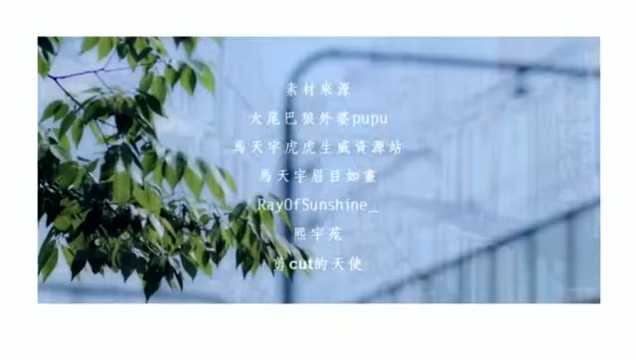 素材來源
大尾巴狼外婆pupu
馬天宇虎虎生威資源站
馬天宇眉目如畫
RayOfSunshine_
熙宇苑
剪cut的天使